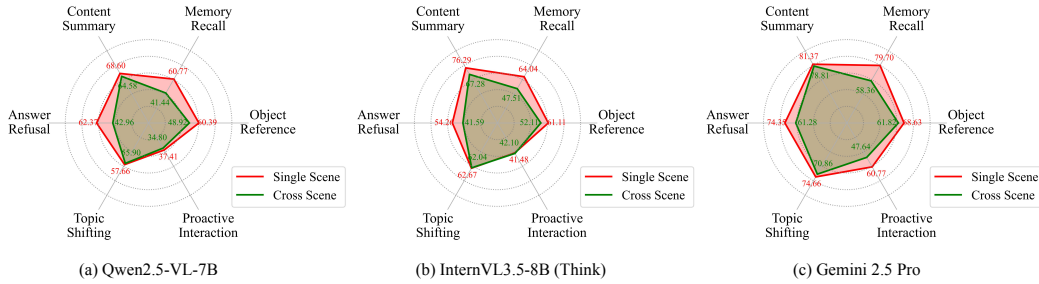 Content
Summary
Memory
Recall
68.60
60.77
64.58
41.44
Answer
Refusal
62.37
42.96
48.92
60.39
Object
Reference
34.80
55.90
37.41
57.66
Single Scene
Cross Scene
Topic
Shifting
Proactive
Interaction
(a) Qwen2.5-VL-7B
Content
Summary
Memory
Recall
76.29
64.04
67.28
47.51
Answer
Refusal
54.26
41.59
52.11
61.11
Object
Reference
42.10
62.04
41.48
62.67
Single Scene
Cross Scene
Topic
Shifting
Proactive
Interaction
(b) InternVL3.5-8B (Think)
Content
Summary
Memory
Recall
81.37
79.70
78.81
58.36
Answer
Refusal
61.28
61.82
68.63
Object
Reference
47.64
70.86
60.77
74.66
Single Scene
Cross Scene
Topic
Shifting
Proactive
Interaction
(c) Gemini 2.5 Pro